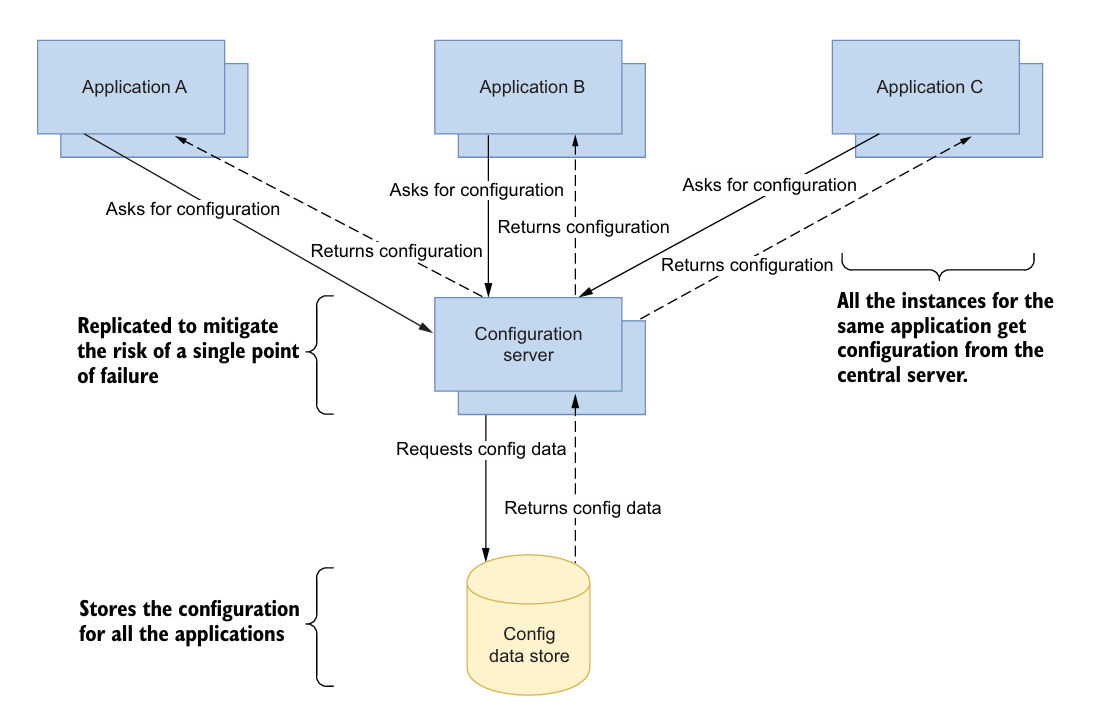 Application A
Application B
Application C
Asks for configuration
Asks for configuration
Asks for configuration
Returns configuration
Returns configuration
Returns configuration
All the instances for the
same application get
configuration from the
central server.
Replicated to mitigate
the risk of a single point
of failure
Configuration
server
Requests config data
Returns config data
Stores the configuration
for all the applications
Config
data store